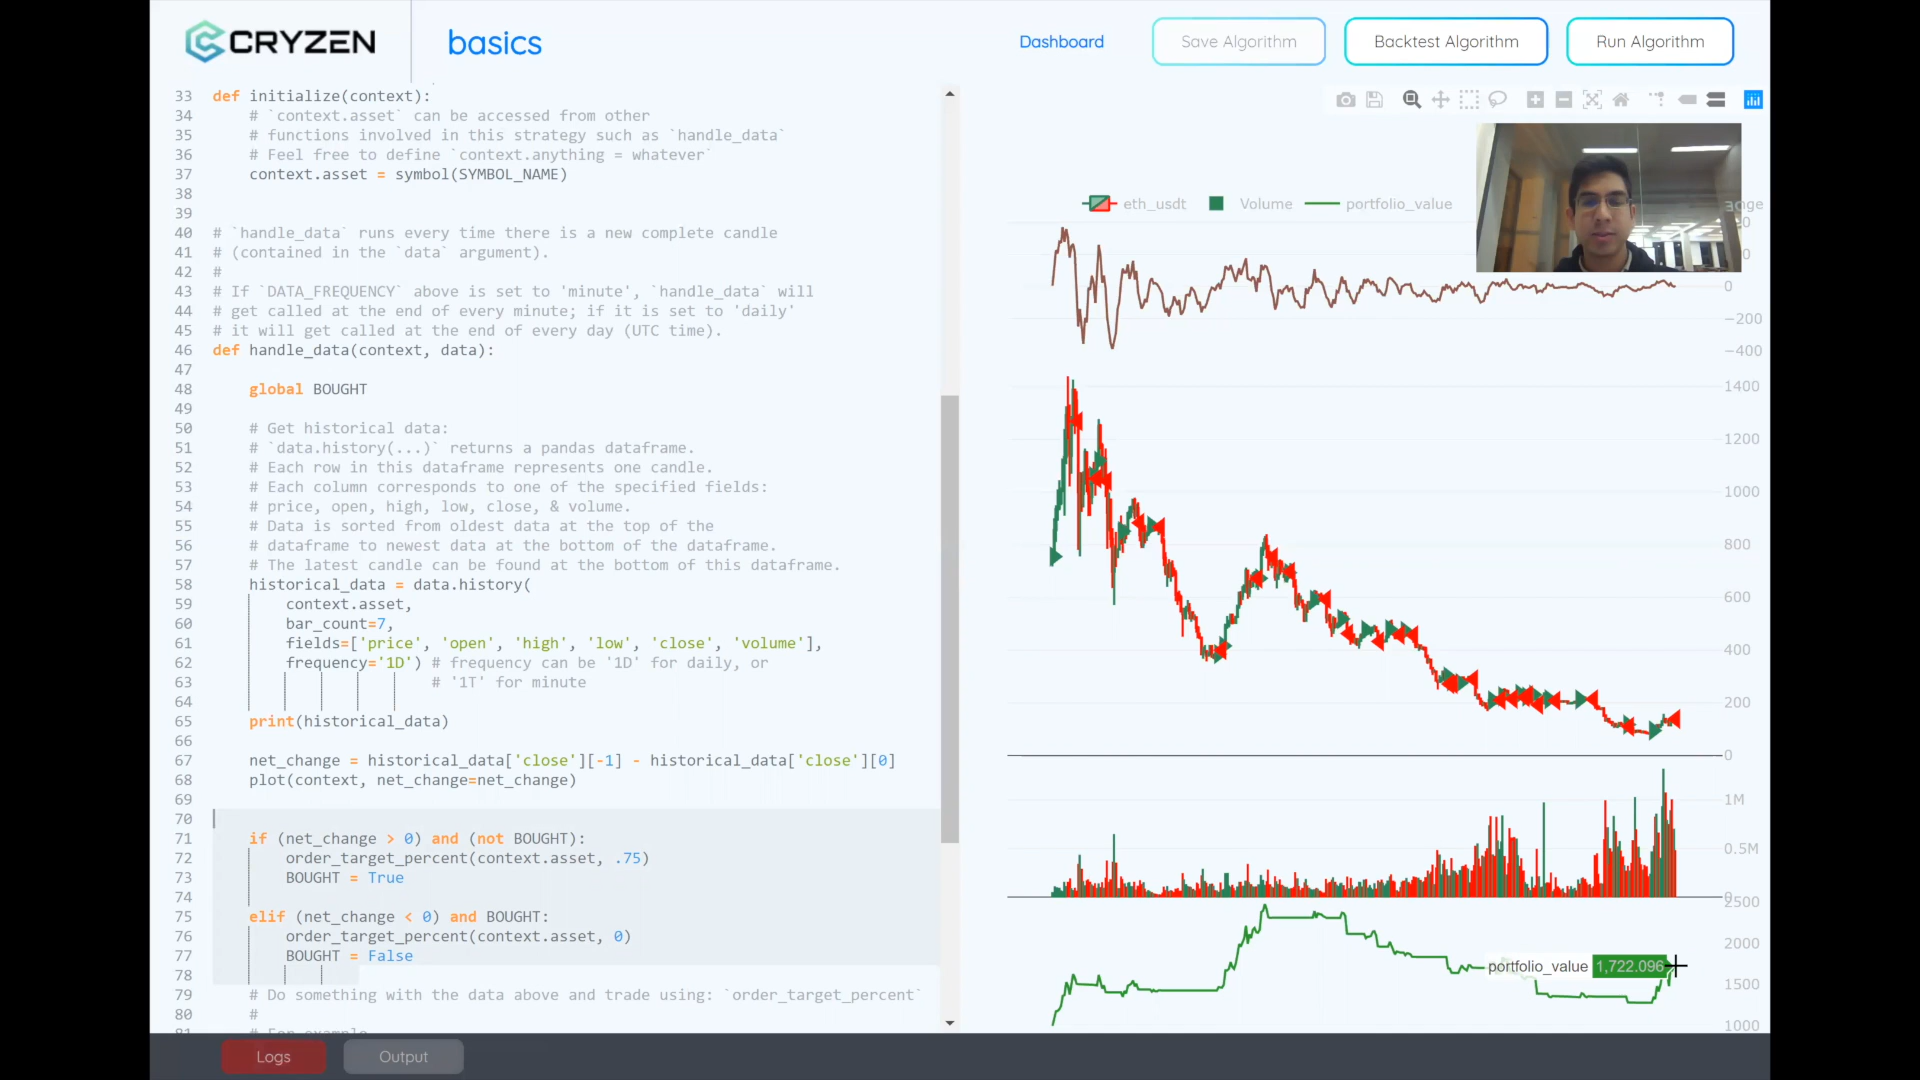 CRYZEN
basics
Dashboard
Save Algorithm
Backtest Algorithm
Run Algorithm
33 def initialize(context):
34 # `context.asset` can be accessed from other
35 # functions involved in this strategy such as `handle_data`
36 # Feel free to define `context.anything = whatever`
37 context.asset = symbol(SYMBOL_NAME)
38
39
40 # `handle_data` runs every time there is a new complete candle
41 # (contained in the `data` argument).
42 #
43 # If `DATA_FREQUENCY` above is set to 'minute', `handle_data` will
44 # get called at the end of every minute; if it is set to 'daily'
45 # it will get called at the end of every day (UTC time).
46 def handle_data(context, data):
47
48 global BOUGHT
49
50 # Get historical data:
51 # `data.history(...)` returns a pandas dataframe.
52 # Each row in this dataframe represents one candle.
53 # Each column corresponds to one of the specified fields:
54 # price, open, high, low, close, & volume.
55 # Data is sorted from oldest data at the top of the
56 # dataframe to newest data at the bottom of the dataframe.
57 # The latest candle can be found at the bottom of this dataframe.
58 historical_data = data.history(
59 context.asset,
60 bar_count=7,
61 fields=['price', 'open', 'high', 'low', 'close', 'volume'],
62 frequency='1D') # frequency can be '1D' for daily, or
63 # '1T' for minute
64
65 print(historical_data)
66
67 net_change = historical_data['close'][-1] - historical_data['close'][0]
68 plot(context, net_change=net_change)
69
70
71 if (net_change > 0) and (not BOUGHT):
72 order_target_percent(context.asset, .75)
73 BOUGHT = True
74
75 elif (net_change < 0) and BOUGHT:
76 order_target_percent(context.asset, 0)
77 BOUGHT = False
78
79 # Do something with the data above and trade using: `order_target_percent`
80 #
81 # For example
eth_usdt
Volume
portfolio_value
0
−200
−400
1400
1200
1000
800
600
400
200
0
1M
0.5M
0
2500
2000
1500
1000
portfolio_value 1,722.096
Logs
Output